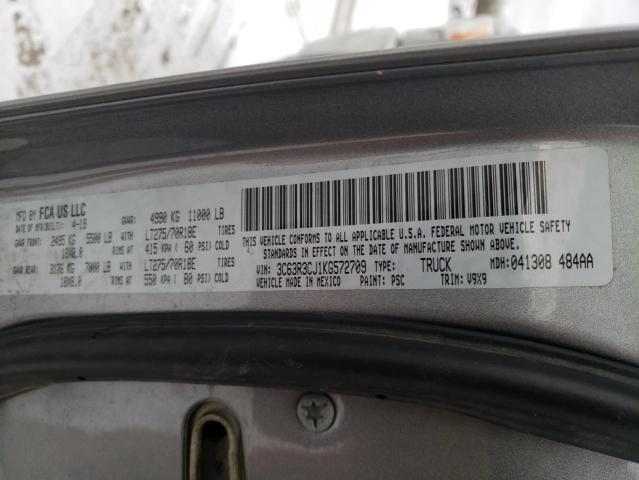 MFD BY FCA US LLC GVWR: 4990 KG 11000 LB
DATE OF MFR/BUILT: 4-19
GAWR FRONT: 2495 KG 5500 LB WITH LT275/70R18E TIRES
18X8.0 RIMS AT 415 KPA ( 60 PSI) COLD
GAWR REAR: 3176 KG 7000 LB WITH LT275/70R18E TIRES
18X8.0 RIMS AT 550 KPA ( 80 PSI) COLD
THIS VEHICLE CONFORMS TO ALL APPLICABLE U.S.A. FEDERAL MOTOR VEHICLE SAFETY
STANDARDS IN EFFECT ON THE DATE OF MANUFACTURE SHOWN ABOVE.
VIN: 3C63R3CJ1KG572709 TYPE: TRUCK MDH: 041308 484AA
VEHICLE MADE IN MEXICO PAINT: PSC TRIM: V9X9